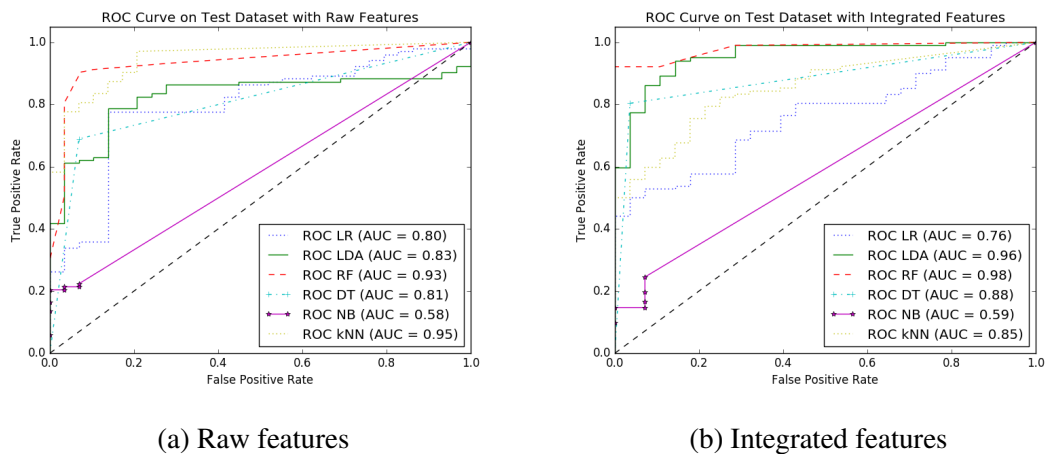 ROC Curve on Test Dataset with Raw Features
1.0
0.8
0.6
0.4
0.2
0.0
True Positive Rate
0.0 0.2 0.4 0.6 0.8 1.0
False Positive Rate
ROC LR (AUC = 0.80)
ROC LDA (AUC = 0.83)
ROC RF (AUC = 0.93)
ROC DT (AUC = 0.81)
ROC NB (AUC = 0.58)
ROC kNN (AUC = 0.95)
(a) Raw features
ROC Curve on Test Dataset with Integrated Features
1.0
0.8
0.6
0.4
0.2
0.0
True Positive Rate
0.0 0.2 0.4 0.6 0.8 1.0
False Positive Rate
ROC LR (AUC = 0.76)
ROC LDA (AUC = 0.96)
ROC RF (AUC = 0.98)
ROC DT (AUC = 0.88)
ROC NB (AUC = 0.59)
ROC kNN (AUC = 0.85)
(b) Integrated features